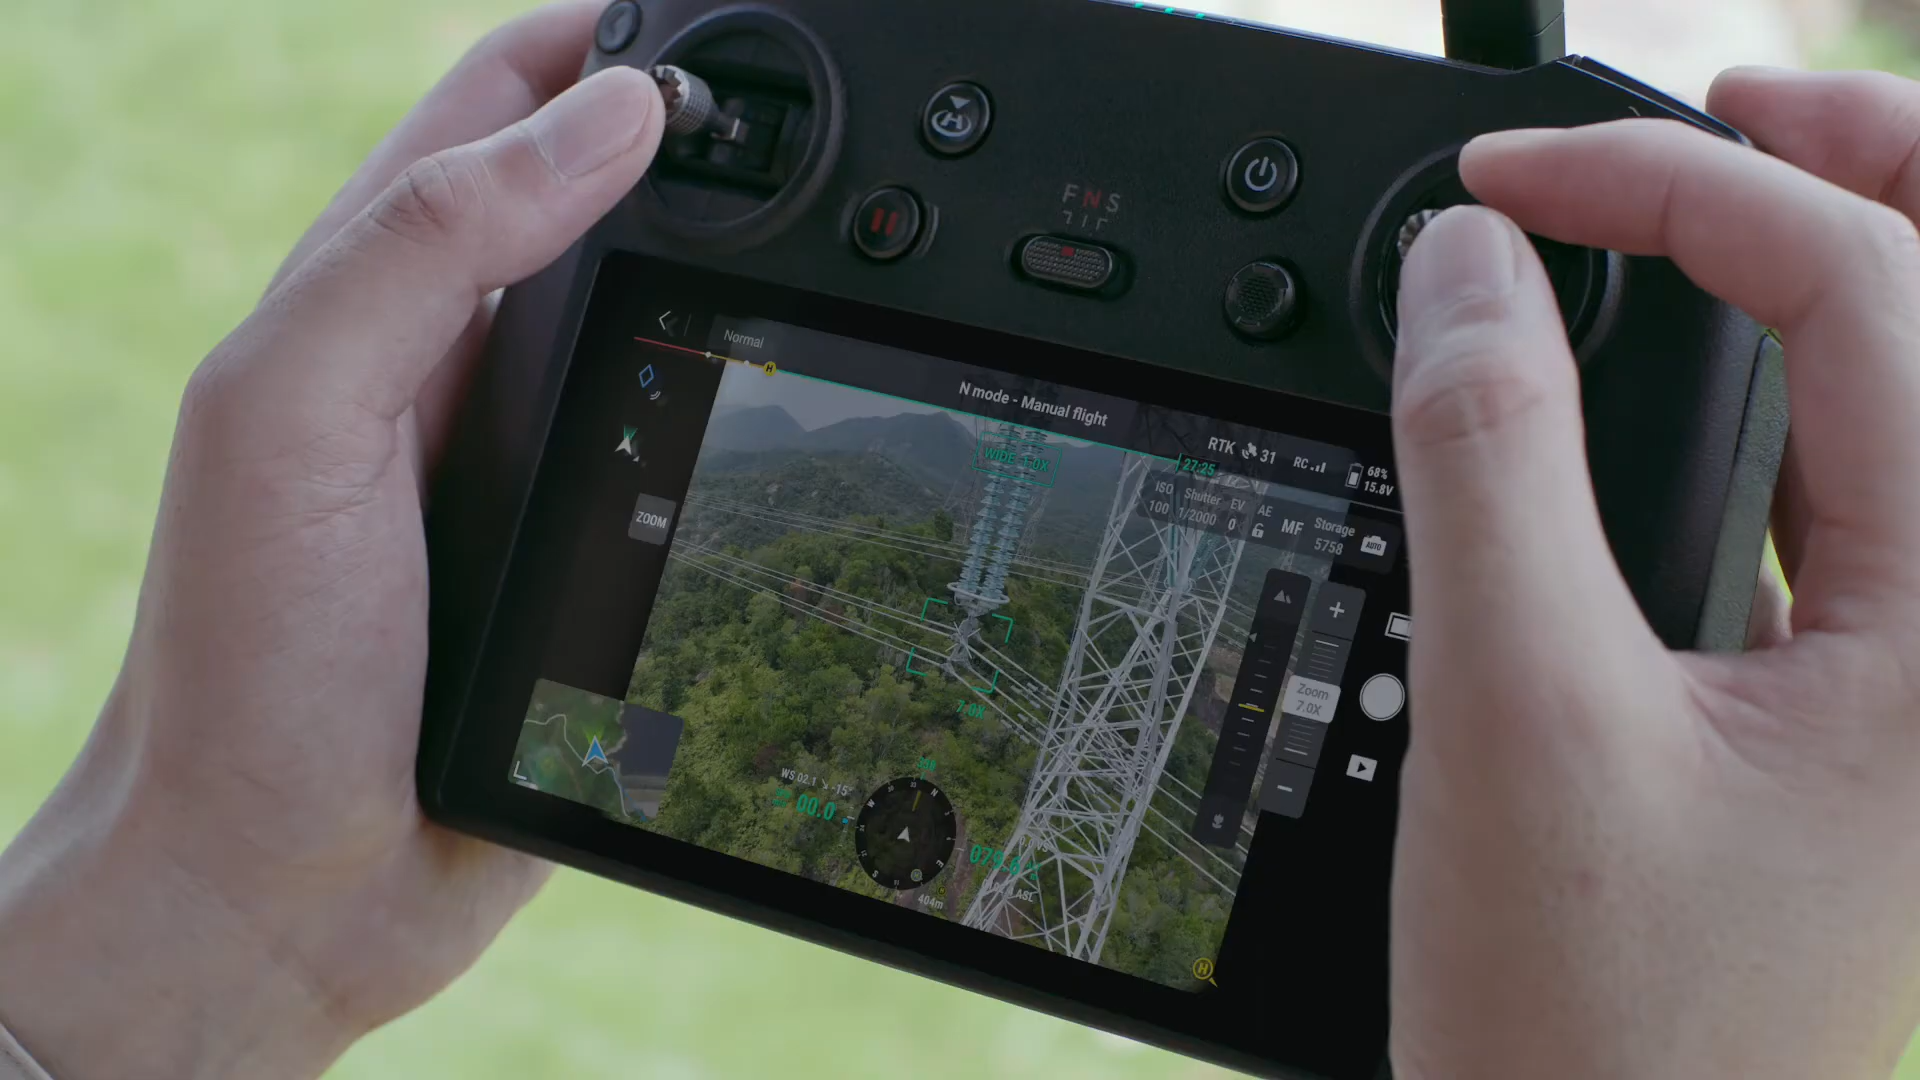 F N S
Normal
N mode - Manual flight
RTK 31 RC 68%
15.8V
27:25
WIDE 1.0X
ISO Shutter EV AE MF Storage
100 1/2000 0 5758 AUTO
ZOOM
Zoom
7.0X
7.0X
WS 02.1 -15°
00.0
N
W
E
S
ASL
404m
H
H
H
L